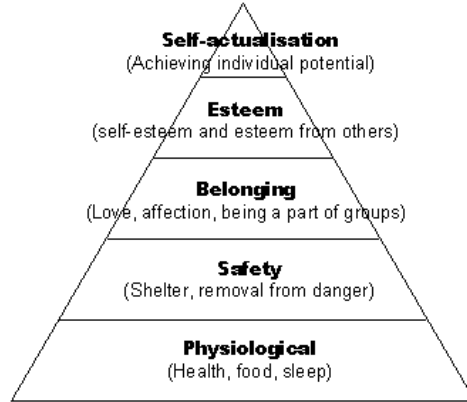 Self-actualisation
(Achieving individual potential)
Esteem
(self-esteem and esteem from others)
Belonging
(Love, affection, being a part of groups)
Safety
(Shelter, removal from danger)
Physiological
(Health, food, sleep)